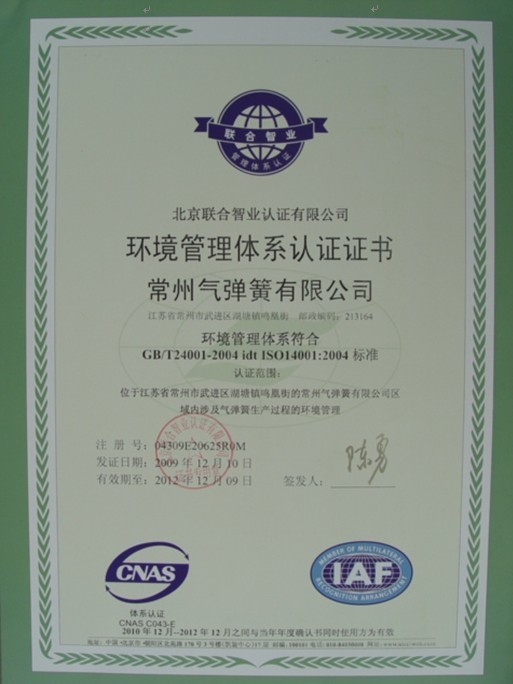 联合智业
管理体系认证
北京联合智业认证有限公司
环境管理体系认证证书
常州气弹簧有限公司
江苏省常州市武进区湖塘镇鸣凰街 邮政编码：213164
环境管理体系符合
GB/T24001-2004 idt ISO14001:2004 标准
认证范围：
位于江苏省常州市武进区湖塘镇鸣凰街的常州气弹簧有限公司区
域内涉及气弹簧生产过程的环境管理
注 册 号：04309E20625R0M
发证日期：2009 年 12 月 10 日
有效期至：2012 年 12 月 09 日 签发人：
陈勇
CNAS
体系认证
CNAS C043-E
MEMBER OF MULTILATERAL
IAF
RECOGNITION ARRANGEMENT
2010 年 12 月--2012 年 12 月之间与当年年度确认书同时使用方为有效